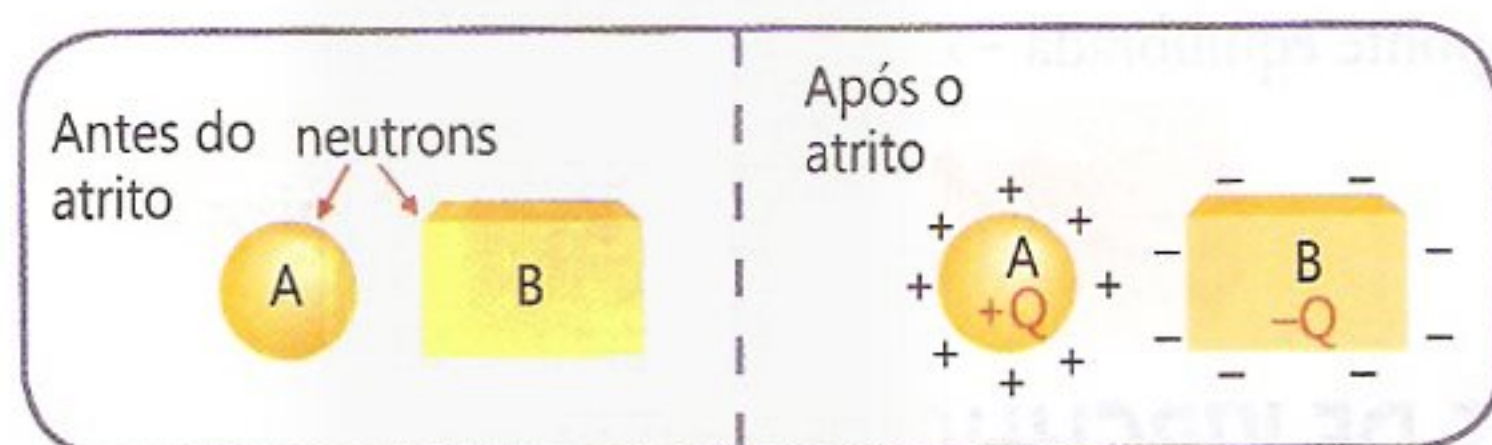 Antes do neutrons
atrito
A
B
Após o
atrito
+ + + + + + + +
A
+Q
− − − − − − − −
B
−Q